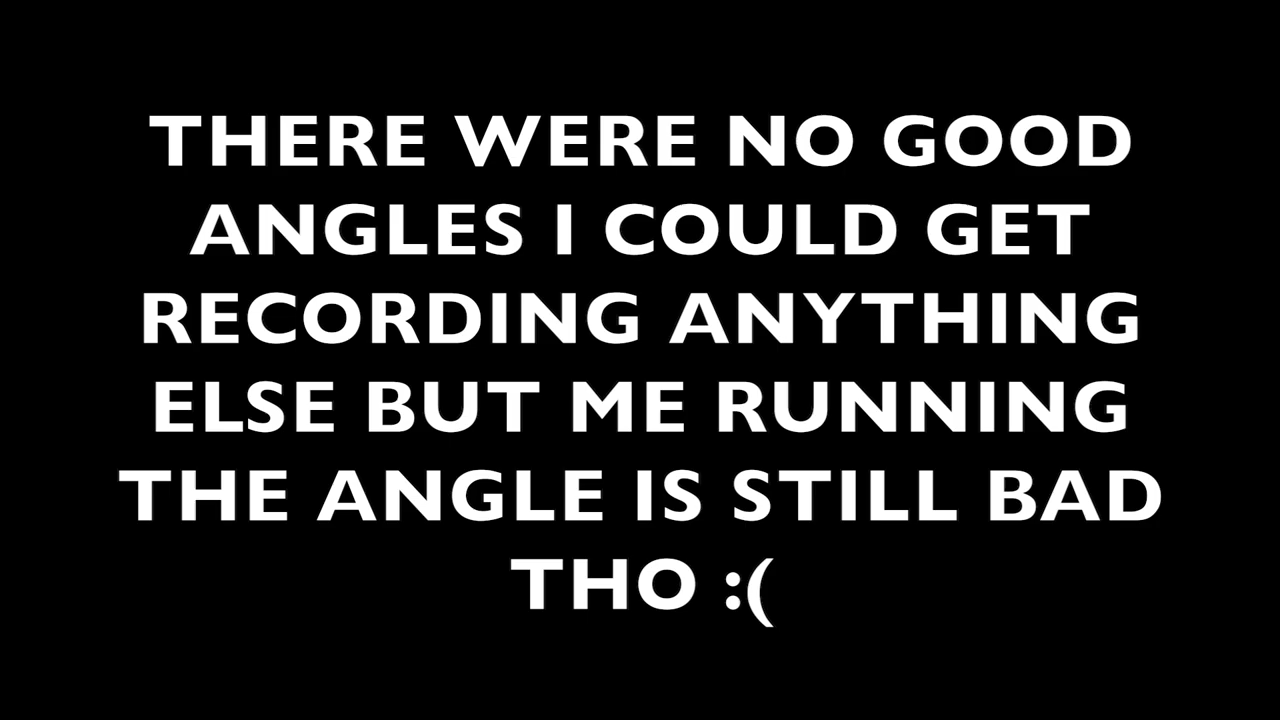 THERE WERE NO GOOD
ANGLES I COULD GET
RECORDING ANYTHING
ELSE BUT ME RUNNING
THE ANGLE IS STILL BAD
THO :(